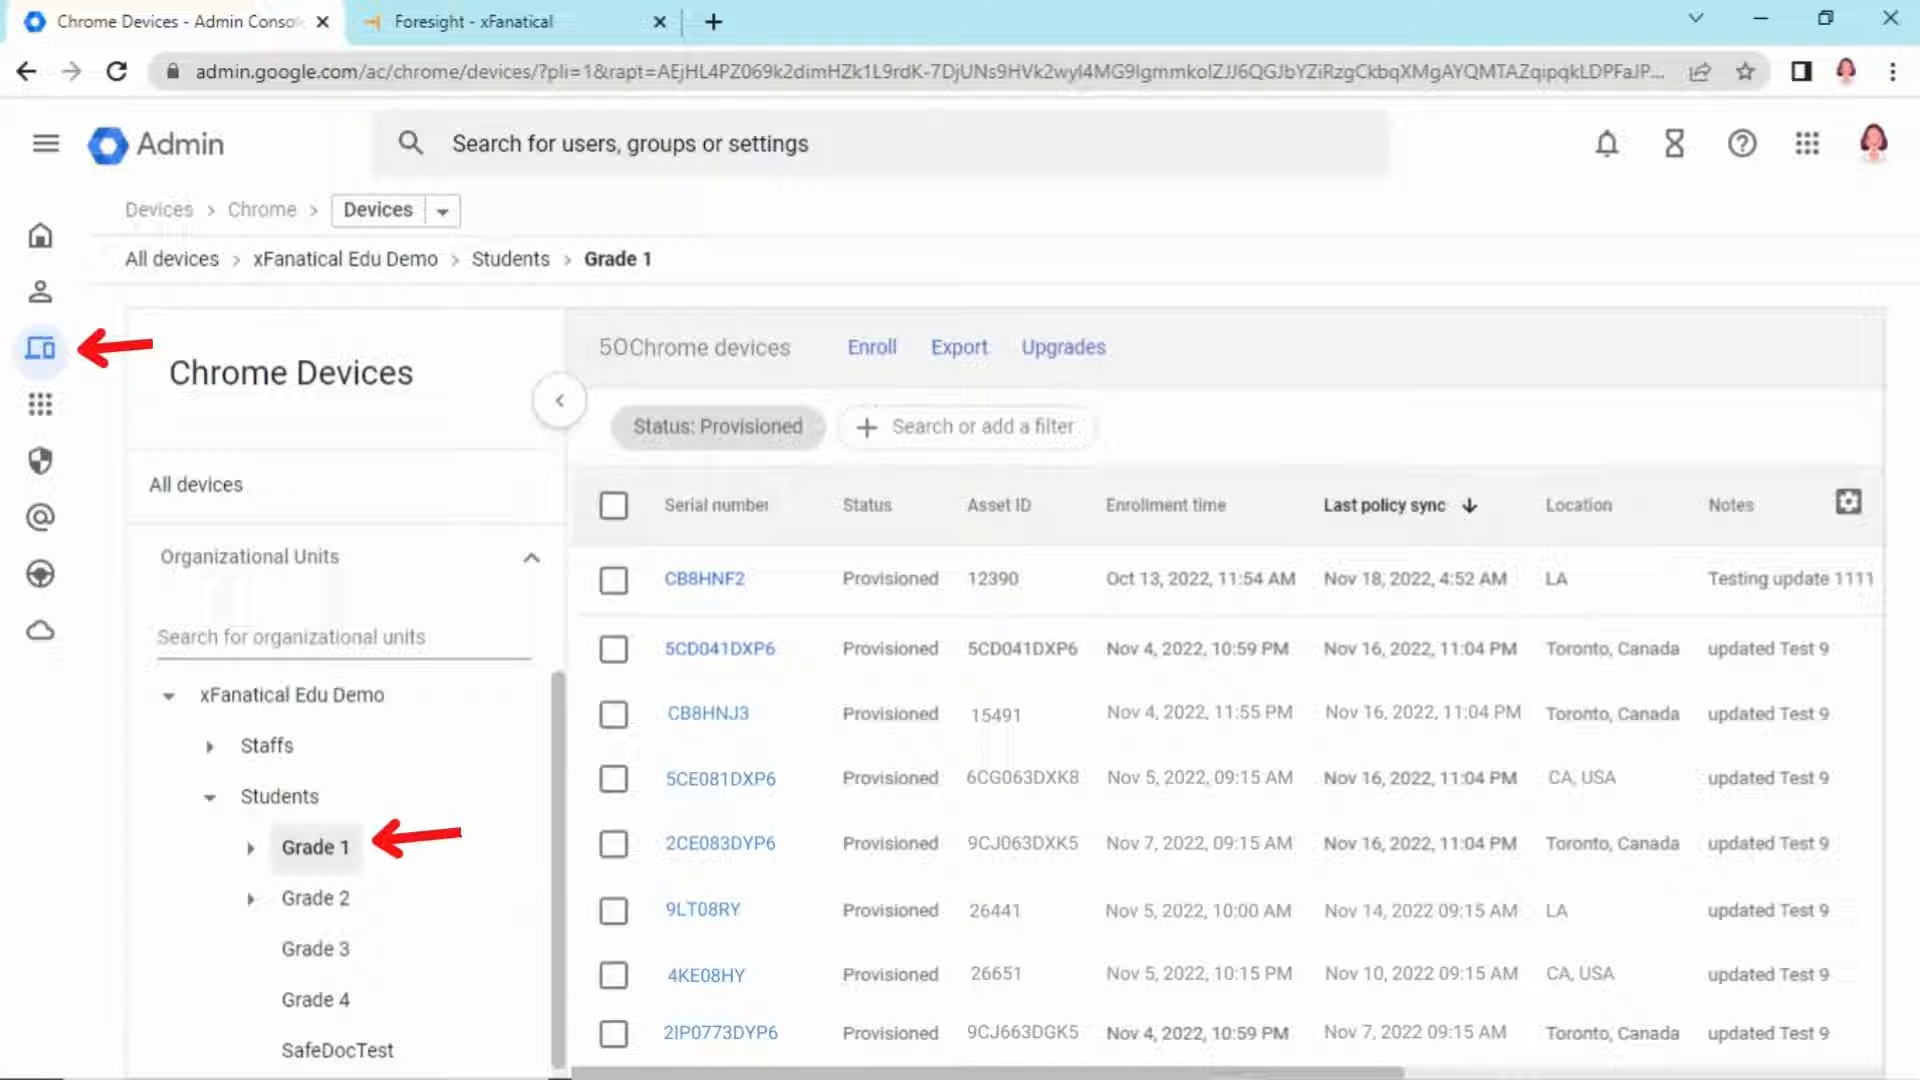 Chrome Devices - Admin Conso
Foresight - xFanatical
admin.google.com/ac/chrome/devices/?pli=1&rapt=AEjHL4PZ069k2dimHZk1L9rdK-7DjUNs9HVk2wyl4MG9IgmmkolZJJ6QGJbYZiRzgCkbqXMgAYQMTAZqipqkLDPFaJP...
Admin
Search for users, groups or settings
Devices > Chrome > Devices
All devices > xFanatical Edu Demo > Students > Grade 1
Chrome Devices
50Chrome devices Enroll Export Upgrades
Status: Provisioned
Search or add a filter
All devices
Organizational Units
Search for organizational units
xFanatical Edu Demo
Staffs
Students
Grade 1
Grade 2
Grade 3
Grade 4
SafeDocTest
Serial number Status Asset ID Enrollment time Last policy sync Location Notes
CB8HNF2 Provisioned 12390 Oct 13, 2022, 11:54 AM Nov 18, 2022, 4:52 AM LA Testing update 1111
5CD041DXP6 Provisioned 5CD041DXP6 Nov 4, 2022, 10:59 PM Nov 16, 2022, 11:04 PM Toronto, Canada updated Test 9
CB8HNJ3 Provisioned 15491 Nov 4, 2022, 11:55 PM Nov 16, 2022, 11:04 PM Toronto, Canada updated Test 9
5CE081DXP6 Provisioned 6CG063DXK8 Nov 5, 2022, 09:15 AM Nov 16, 2022, 11:04 PM CA, USA updated Test 9
2CE083DYP6 Provisioned 9CJ063DXK5 Nov 7, 2022, 09:15 AM Nov 16, 2022, 11:04 PM Toronto, Canada updated Test 9
9LT08RY Provisioned 26441 Nov 5, 2022, 10:00 AM Nov 14, 2022 09:15 AM LA updated Test 9
4KE08HY Provisioned 26651 Nov 5, 2022, 10:15 PM Nov 10, 2022 09:15 AM CA, USA updated Test 9
2IP0773DYP6 Provisioned 9CJ663DGK5 Nov 4, 2022, 10:59 PM Nov 7, 2022 09:15 AM Toronto, Canada updated Test 9